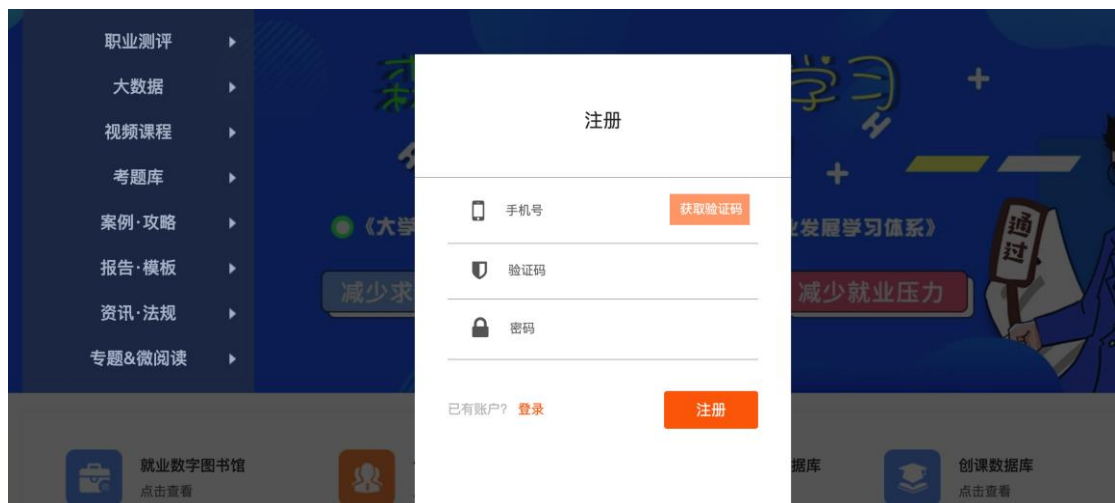 职业测评
大数据
视频课程
考题库
案例·攻略
报告·模板
资讯·法规
专题&微阅读
学习
《大学
业发展学习体系》
减少求
减少就业压力
通过
注册
手机号
获取验证码
验证码
密码
已有账户? 登录
注册
就业数字图书馆
点击查看
据库
创课数据库
点击查看